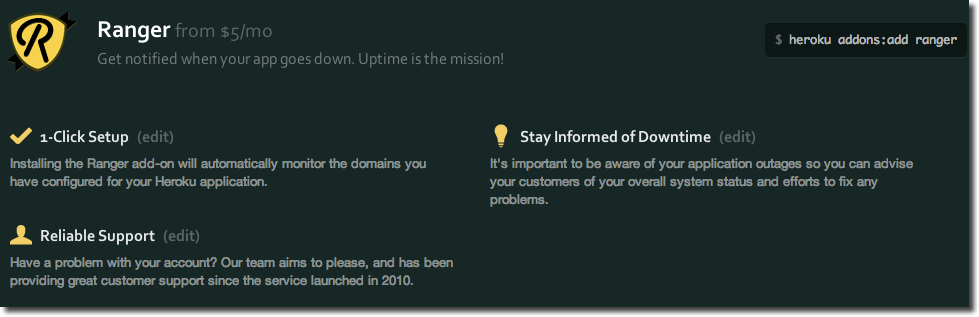 R
Ranger from $5/mo
Get notified when your app goes down. Uptime is the mission!
$ heroku addons:add ranger
1-Click Setup (edit)
Installing the Ranger add-on will automatically monitor the domains you
have configured for your Heroku application.
Stay Informed of Downtime (edit)
It's important to be aware of your application outages so you can advise
your customers of your overall system status and efforts to fix any
problems.
Reliable Support (edit)
Have a problem with your account? Our team aims to please, and has been
providing great customer support since the service launched in 2010.